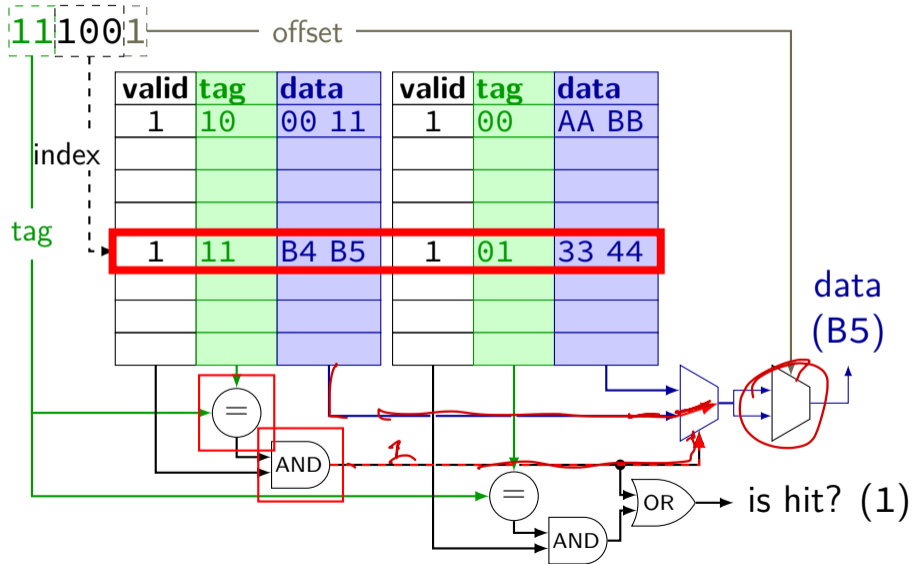 111001
offset
valid tag data valid tag data
1 10 00 11 1 00 AA BB
index
tag
1 11 B4 B5 1 01 33 44
data
(B5)
=
1
AND
=
OR
is hit? (1)
AND